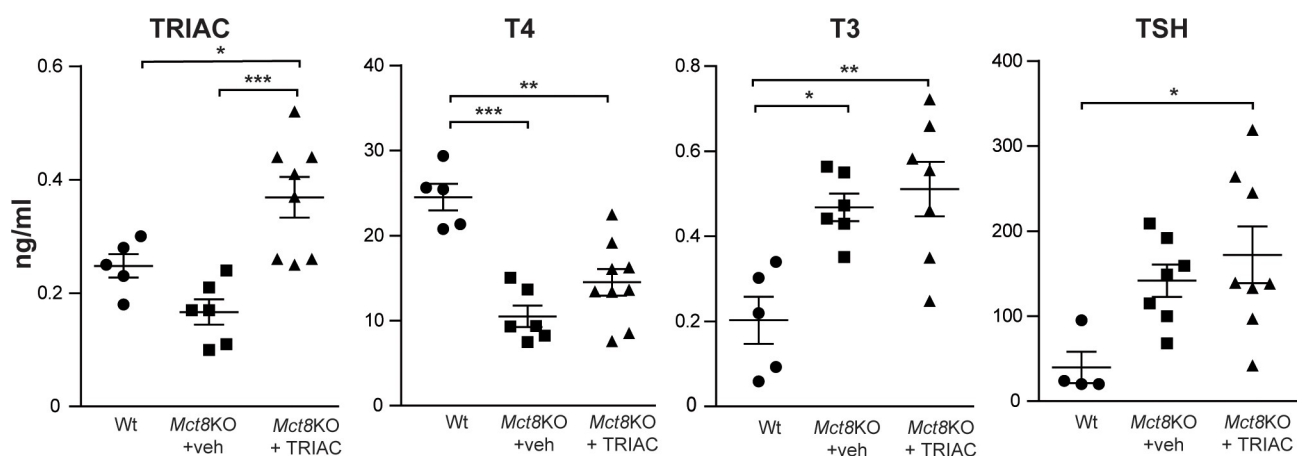 TRIAC
T4
T3
TSH
ng/ml
0.6
0.4
0.2
0
*
***
Wt
Mct8KO
+veh
Mct8KO
+ TRIAC
40
30
20
10
0
**
***
Wt
Mct8KO
+veh
Mct8KO
+ TRIAC
0.8
0.6
0.4
0.2
0
**
*
Wt
Mct8KO
+veh
Mct8KO
+ TRIAC
400
300
200
100
0
*
Wt
Mct8KO
+veh
Mct8KO
+ TRIAC